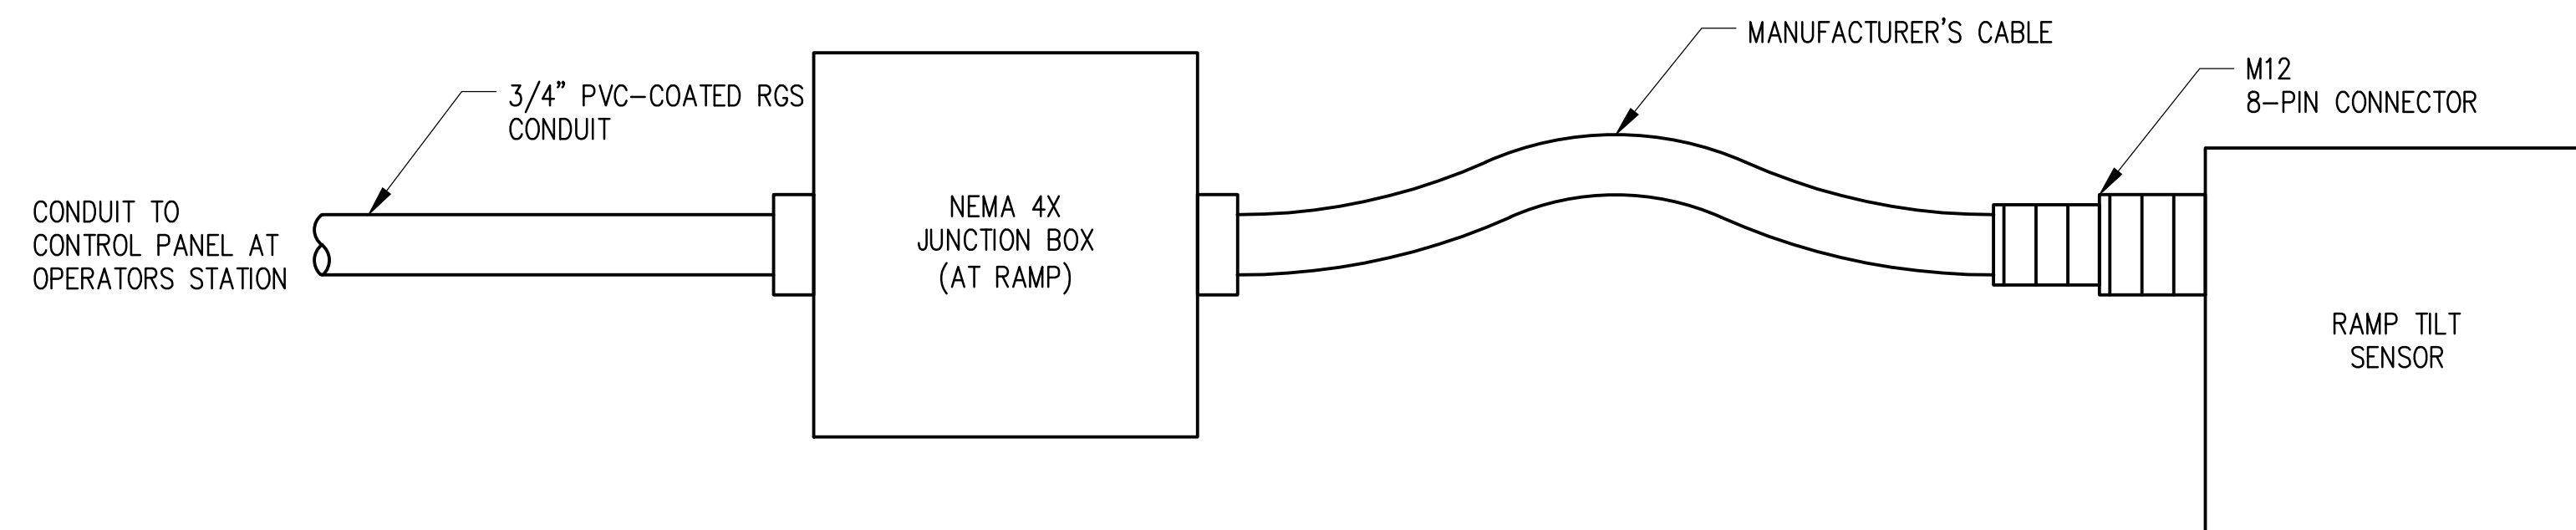 CONDUIT TO
CONTROL PANEL AT
OPERATORS STATION
3/4" PVC-COATED RGS
CONDUIT
NEMA 4X
JUNCTION BOX
(AT RAMP)
MANUFACTURER'S CABLE
M12
8-PIN CONNECTOR
RAMP TILT
SENSOR